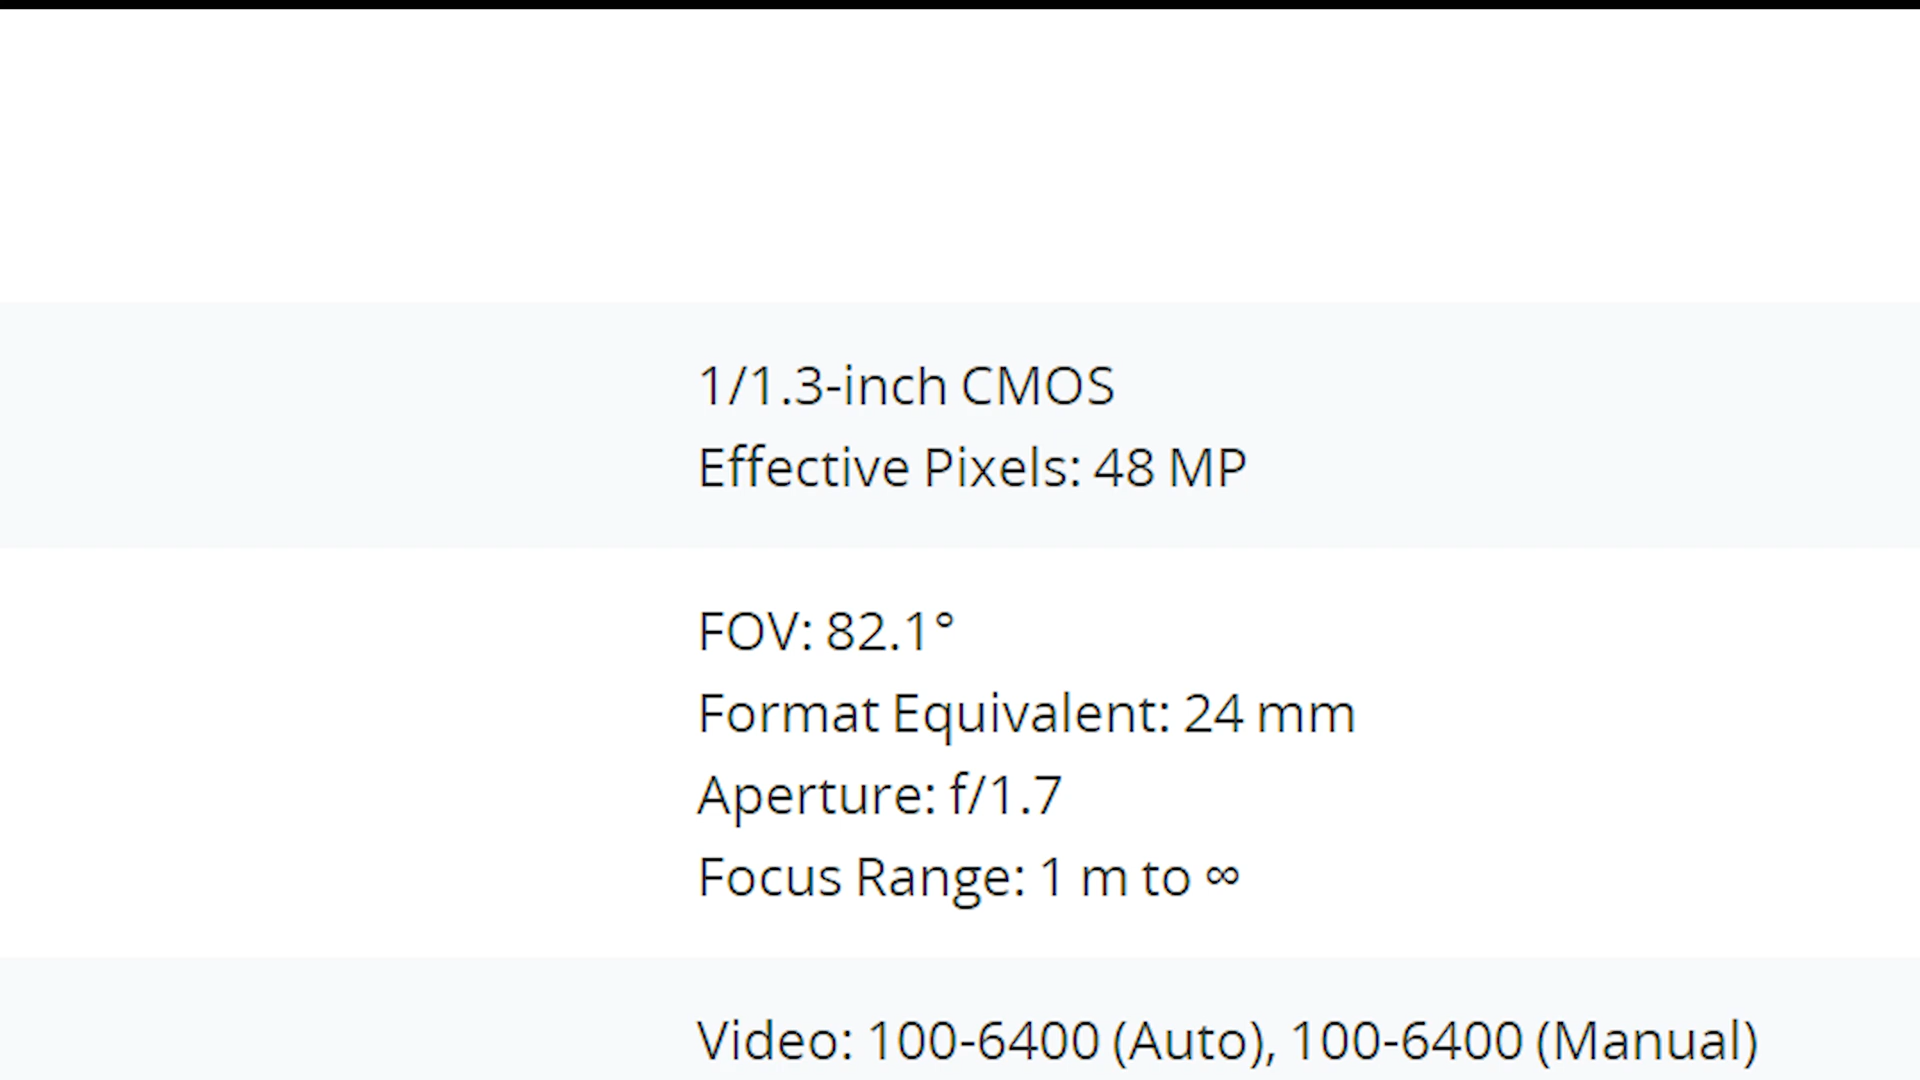 1/1.3-inch CMOS
Effective Pixels: 48 MP
FOV: 82.1°
Format Equivalent: 24 mm
Aperture: f/1.7
Focus Range: 1 m to ∞
Video: 100-6400 (Auto), 100-6400 (Manual)